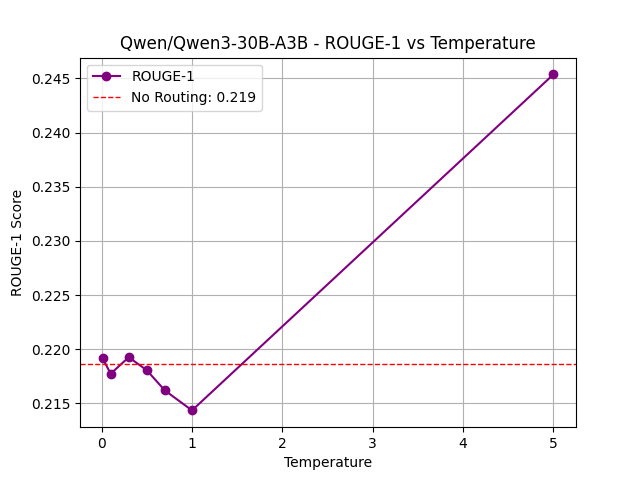 Qwen/Qwen3-30B-A3B - ROUGE-1 vs Temperature
ROUGE-1
No Routing: 0.219
ROUGE-1 Score
0.245
0.240
0.235
0.230
0.225
0.220
0.215
0 1 2 3 4 5
Temperature